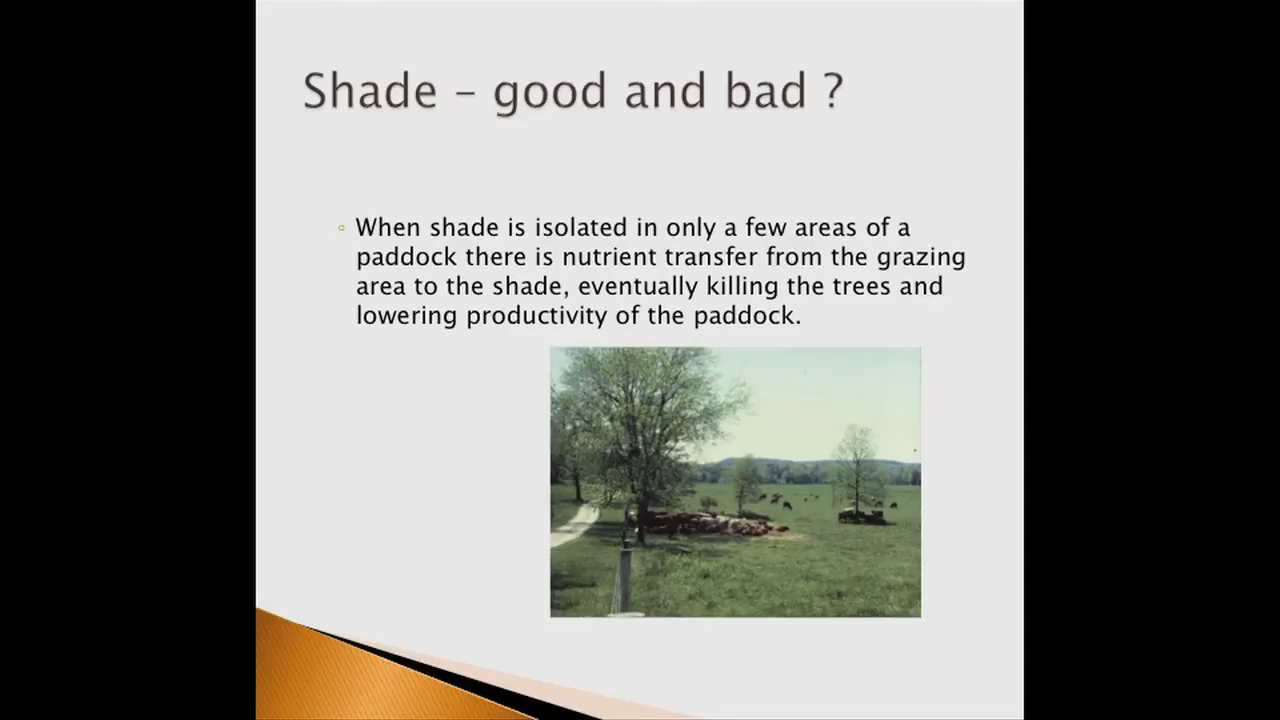 Shade – good and bad ?
When shade is isolated in only a few areas of a
paddock there is nutrient transfer from the grazing
area to the shade, eventually killing the trees and
lowering productivity of the paddock.